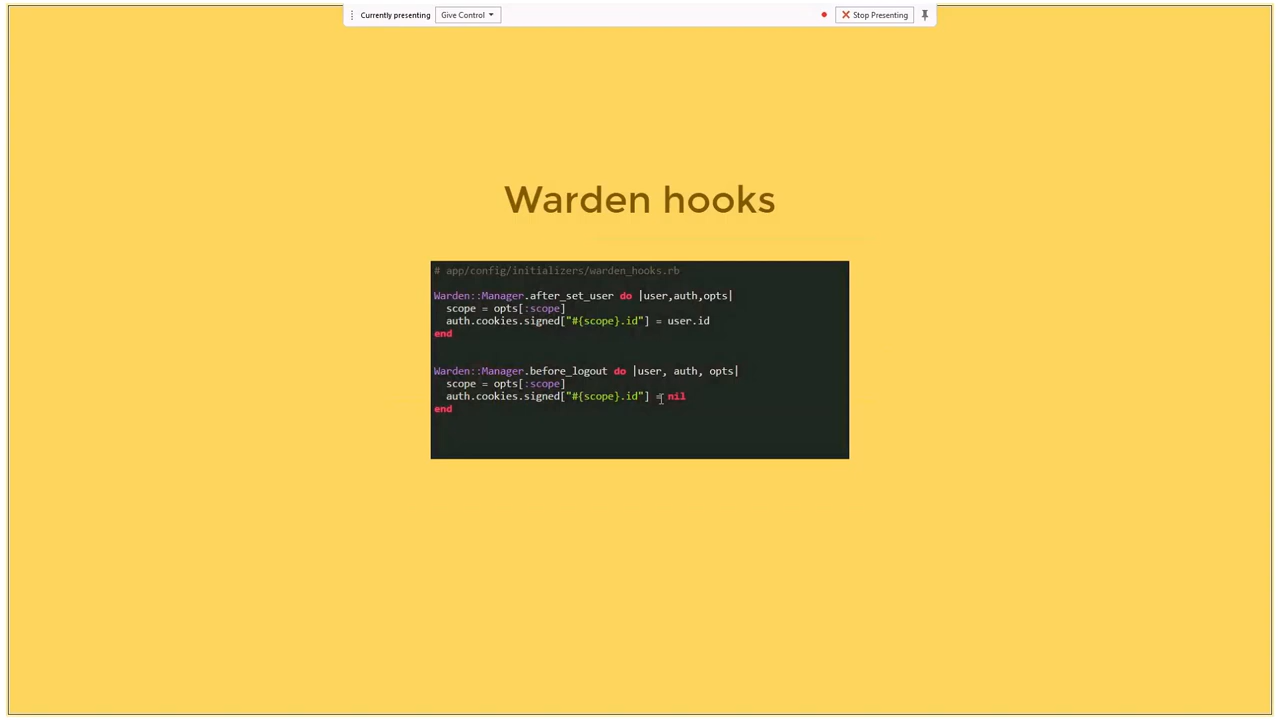 Currently presenting Give Control Stop Presenting
Warden hooks
# app/config/initializers/warden_hooks.rb
Warden::Manager.after_set_user do |user,auth,opts|
  scope = opts[:scope]
  auth.cookies.signed["#{scope}.id"] = user.id
end
Warden::Manager.before_logout do |user, auth, opts|
  scope = opts[:scope]
  auth.cookies.signed["#{scope}.id"] = nil
end